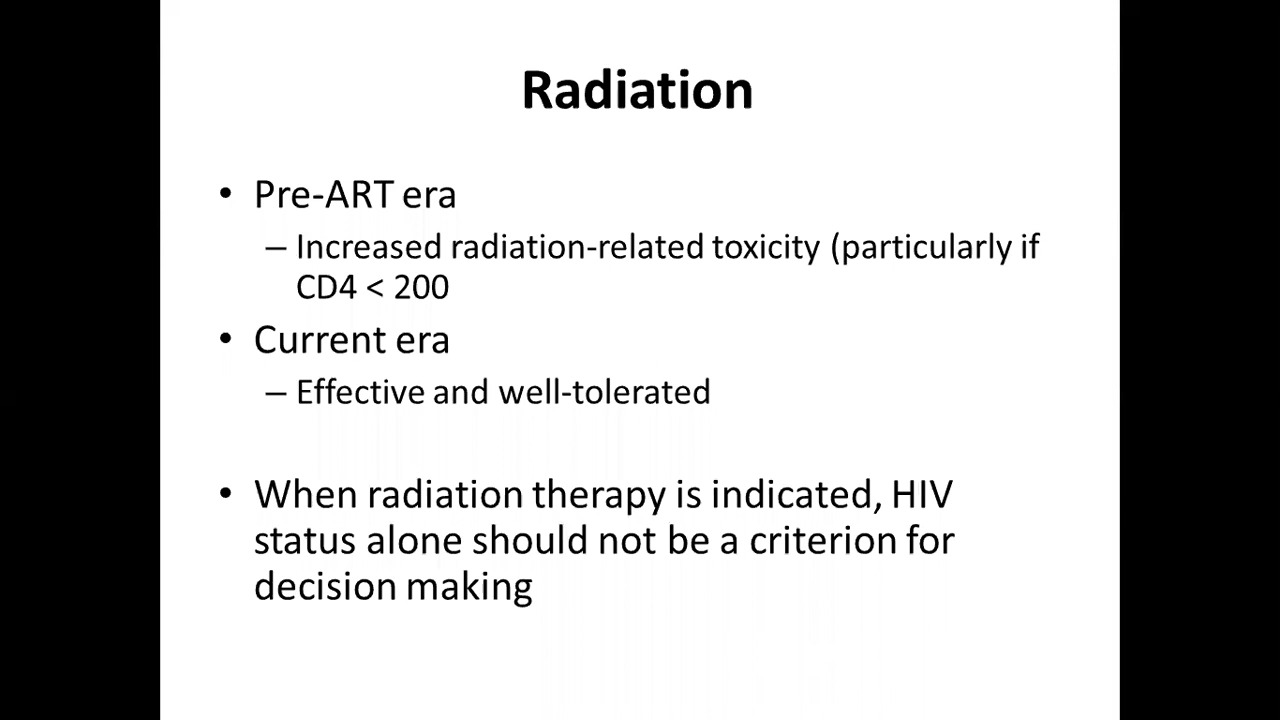 Radiation
• Pre-ART era
– Increased radiation-related toxicity (particularly if
CD4 < 200
• Current era
– Effective and well-tolerated
• When radiation therapy is indicated, HIV
status alone should not be a criterion for
decision making